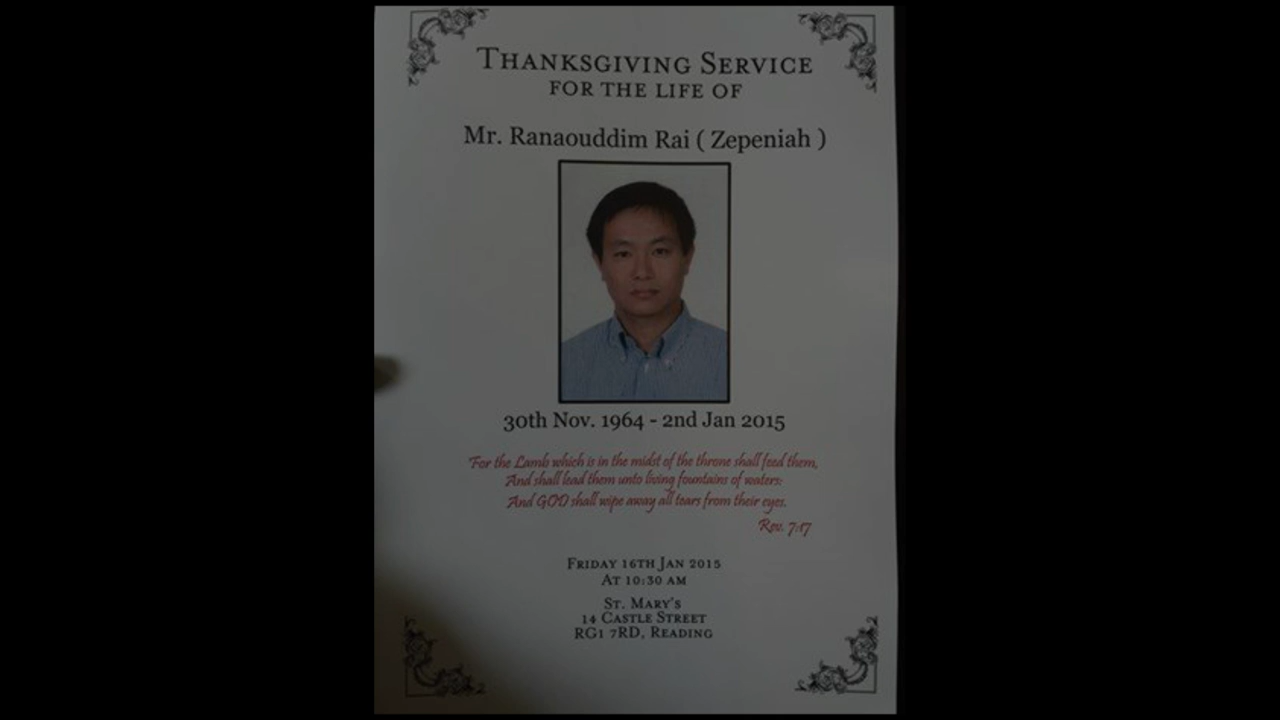 THANKSGIVING SERVICE
FOR THE LIFE OF
Mr. Ranaouddim Rai ( Zepeniah )
30th Nov. 1964 - 2nd Jan 2015
"For the Lamb which is in the midst of the throne shall feed them,
And shall lead them unto living fountains of waters:
And GOD shall wipe away all tears from their eyes.
Rev. 7:17
FRIDAY 16TH JAN 2015
AT 10:30 AM
ST. MARY'S
14 CASTLE STREET
RG1 7RD, READING